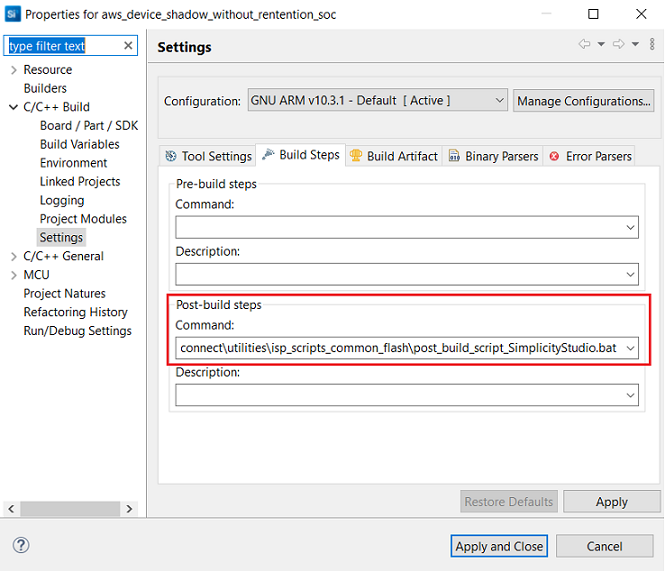 Si Properties for aws_device_shadow_without_rentention_soc
type filter text
Resource
Builders
C/C++ Build
Board / Part / SDK
Build Variables
Environment
Linked Projects
Logging
Project Modules
Settings
C/C++ General
MCU
Project Natures
Refactoring History
Run/Debug Settings
Settings
Configuration: GNU ARM v10.3.1 - Default [ Active ] Manage Configurations...
Tool Settings Build Steps Build Artifact 010 Binary Parsers Error Parsers
Pre-build steps
Command:
Description:
Post-build steps
Command:
connect\utilities\isp_scripts_common_flash\post_build_script_SimplicityStudio.bat
Description:
Restore Defaults Apply
? Apply and Close Cancel